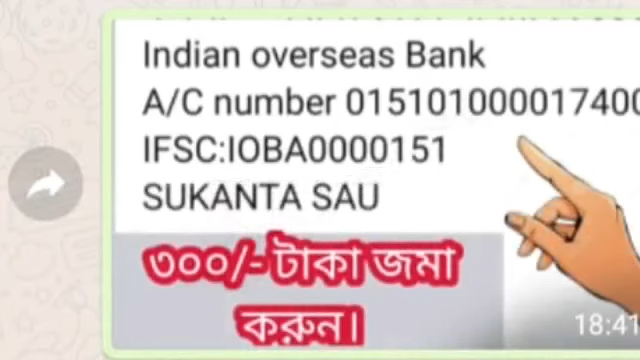 Indian overseas Bank
A/C number 015101000017400
IFSC:IOBA0000151
SUKANTA SAU
৩০০/- টাকা জমা
করুন।
18:41